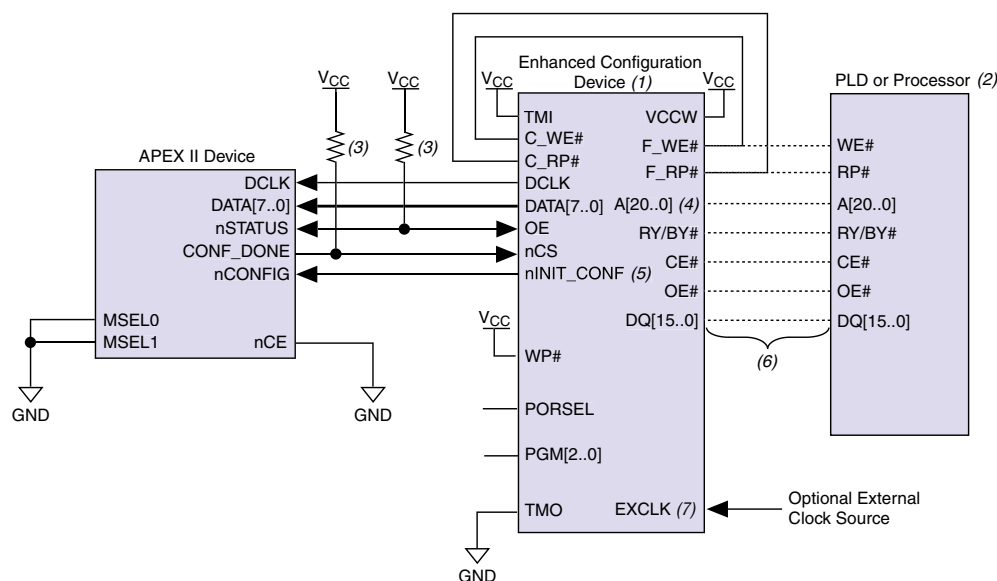 Enhanced Configuration
Device (1)
PLD or Processor (2)
VCC
VCC
VCC
VCC
(3)
(3)
APEX II Device
DCLK
DATA[7..0]
nSTATUS
CONF_DONE
nCONFIG
MSEL0
MSEL1
nCE
GND
GND
TMI
C_WE#
C_RP#
DCLK
DATA[7..0]
OE
nCS
nINIT_CONF (5)
VCC
WP#
PORSEL
PGM[2..0]
TMO
GND
VCCW
F_WE#
F_RP#
A[20..0] (4)
RY/BY#
CE#
OE#
DQ[15..0]
EXCLK (7)
(6)
WE#
RP#
A[20..0]
RY/BY#
CE#
OE#
DQ[15..0]
Optional External
Clock Source